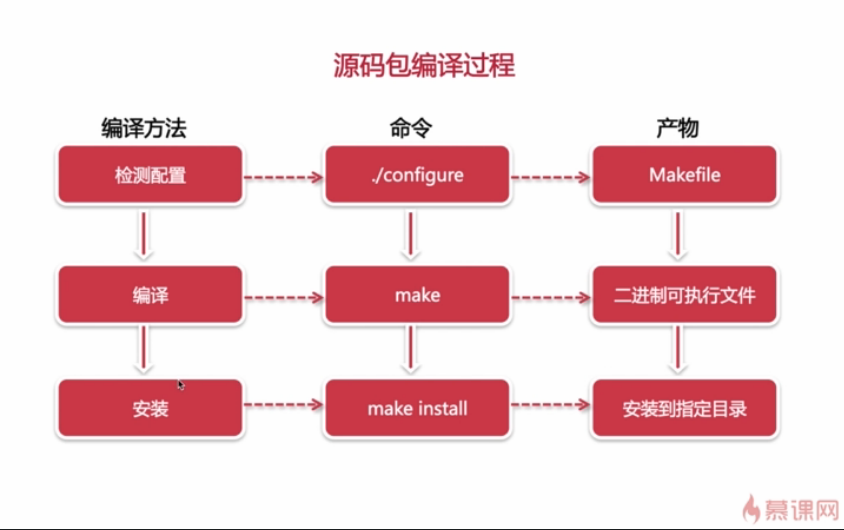 源码包编译过程
编译方法 命令 产物
检测配置 ./configure Makefile
编译 make 二进制可执行文件
安装 make install 安装到指定目录
慕课网